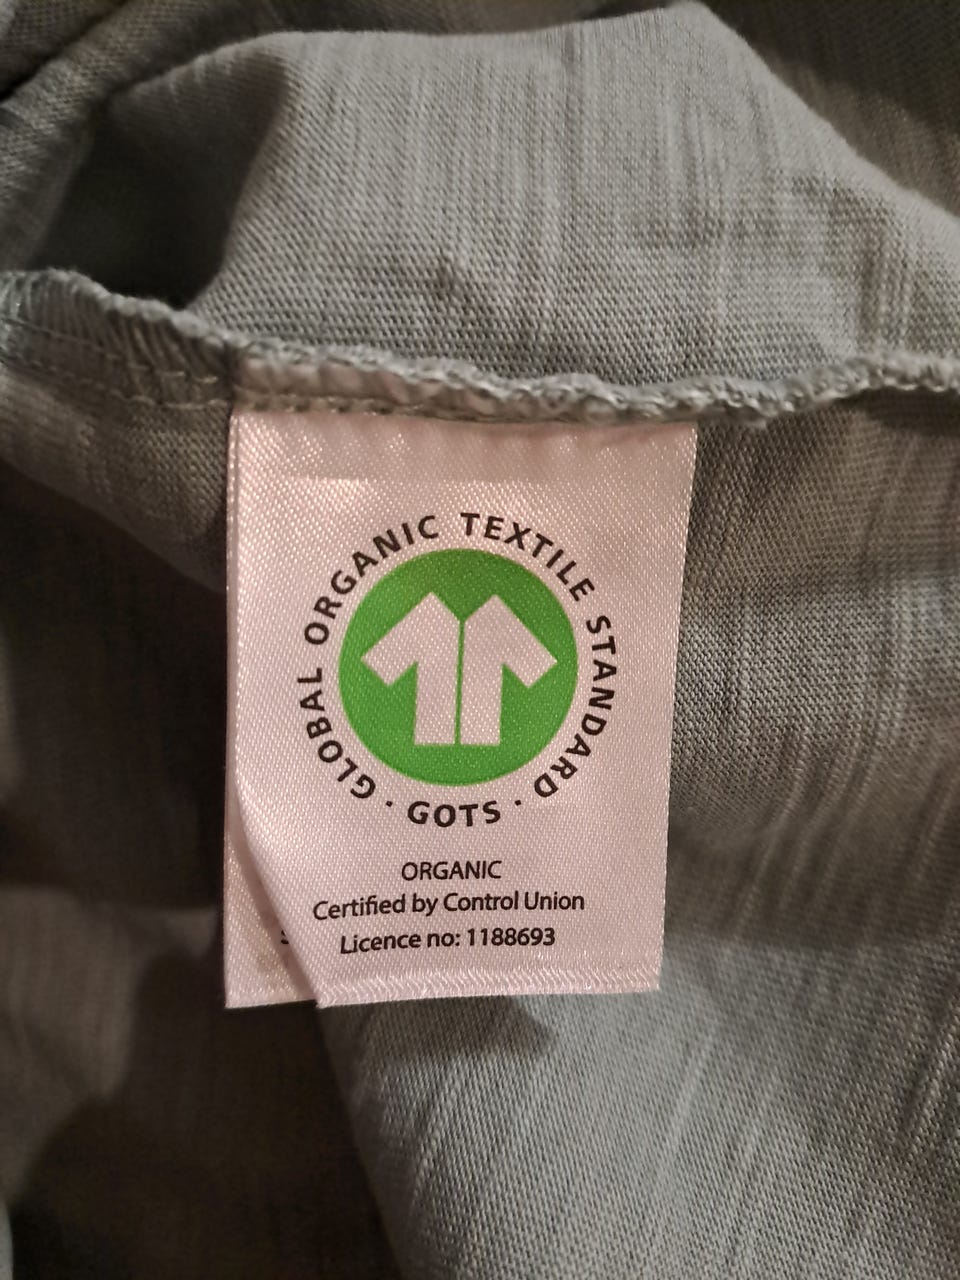 GLOBAL ORGANIC TEXTILE STANDARD
· GOTS ·
ORGANIC
Certified by Control Union
Licence no: 1188693